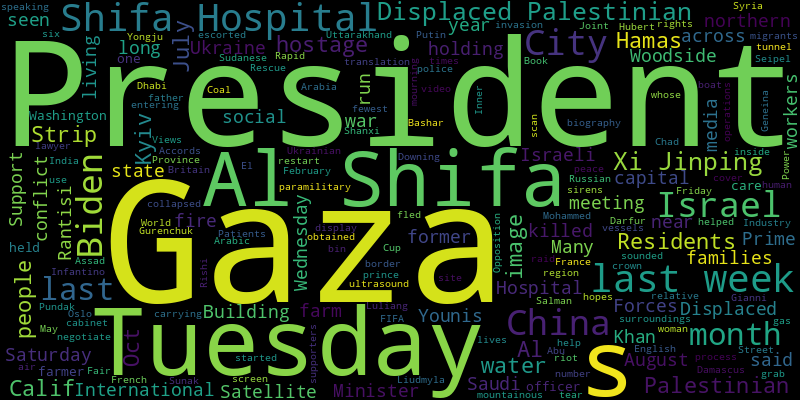 speaking
Syria
Shifa Hospital
Displaced Palestinian
invasion
Joint
Hubert
rights
seen
six
escorted
Uttarakhand
year
Putin
northern
long
July
Ukraine
hostage
holding
City
Hamas
across
migrants
tunnel
Yongju
Sudanese
Rapid
Arabia
Rescue
translation
fewest
times
Book
Woodside
Seipel
living
one
President
Dhabi
father
entering
Coal
run
police
video
mourning
Inner
boat
operations
whose
Washington
Strip
Kyiv
social
war
Shanxi
Bashar
scan
biography
media
Geneina
workers
lawyer
Views
Accords
Ukrainian
Israeli
peace
Chad
inside
Power
India
Province
restart
Downing
Xi Jinping
Support
conflict
Rantisi
Biden
use
state
Britain
El
February
Al Shifa
Russian
sirens
Friday
capital
cover
care
human
paramilitary
Mohammed
meeting
Israel
collapsed
fled
killed
Darfur
helped
Industry
World
Gurenchuk
fire
Wednesday
display
obtained
former
Opposition
image
Many
near
vessels
Residents
Prime
held
Assad
Patients
Arabic
bin
Cup
rain
France
sounded
families
Gaza
people
Infantino
last
Rishi
border
prince
site
region
crown
last week
ultrasound
Hospital
Salman
hopes
relative
Gianni
Pundak
Oslo
carrying
Luliang
Forces
Displaced
May
cabinet
Building
farm
Younis
China
surroundings
month
negotiate
Oct
Tuesday
FIFA
Khan
woman
gas
Saturday
started
supporters
lives
Al
Abu
help
riot
English
Street
said
air
farmer
Fair
Sunak
screen
water
s
August
process
Damascus
Calif
International
French
Satellite
Liudmyla
Minister
Saudi
officer
number
tear
mountainous
Palestinian
grab